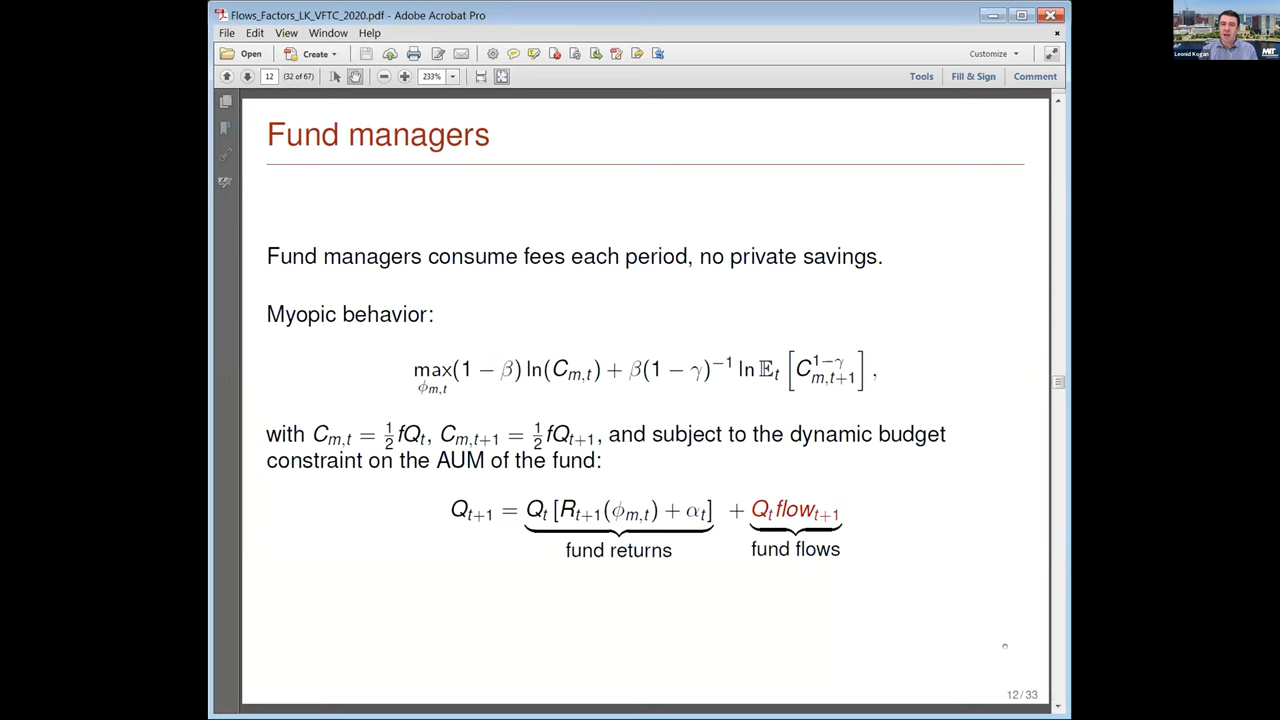 Flows_Factors_LK_VFTC_2020.pdf - Adobe Acrobat Pro
File Edit View Window Help
Open Create Customize
12 (32 of 67) 233% Tools Fill & Sign Comment
Fund managers
Fund managers consume fees each period, no private savings.
Myopic behavior:
max_{ϕ_{m,t}} (1 − β) ln(C_{m,t}) + β(1 − γ)^{−1} ln 𝔼_t [C_{m,t+1}^{1−γ}] ,
with C_{m,t} = ½fQ_t, C_{m,t+1} = ½fQ_{t+1}, and subject to the dynamic budget
constraint on the AUM of the fund:
Q_{t+1} = Q_t [R_{t+1}(ϕ_{m,t}) + α_t] + Q_t flow_{t+1}
fund returns fund flows
12 / 33
Leonid Kogan
MIT